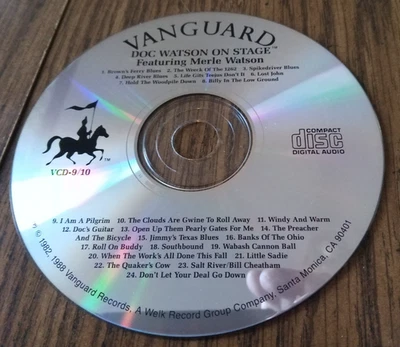 VANGUARD
DOC WATSON ON STAGE™
Featuring Merle Watson
1. Brown's Ferry Blues 2. The Wreck Of The 1262 3. Spikedriver Blues
4. Deep River Blues 5. Life Gits Teejus Don't It 6. Lost John
7. Hold The Woodpile Down 8. Billy In The Low Ground
TM
VCD-9/10
COMPACT
disc
DIGITAL AUDIO
9. I Am A Pilgrim 10. The Clouds Are Gwine To Roll Away 11. Windy And Warm
12. Doc's Guitar 13. Open Up Them Pearly Gates For Me 14. The Preacher
And The Bicycle 15. Jimmy's Texas Blues 16. Banks Of The Ohio
17. Roll On Buddy 18. Southbound 19. Wabash Cannon Ball
20. When The Work's All Done This Fall 21. Little Sadie
22. The Quaker's Cow 23. Salt River/Bill Cheatham
24. Don't Let Your Deal Go Down
℗ © 1982, 1988 Vanguard Records, A Welk Record Group Company, Santa Monica, CA 90401